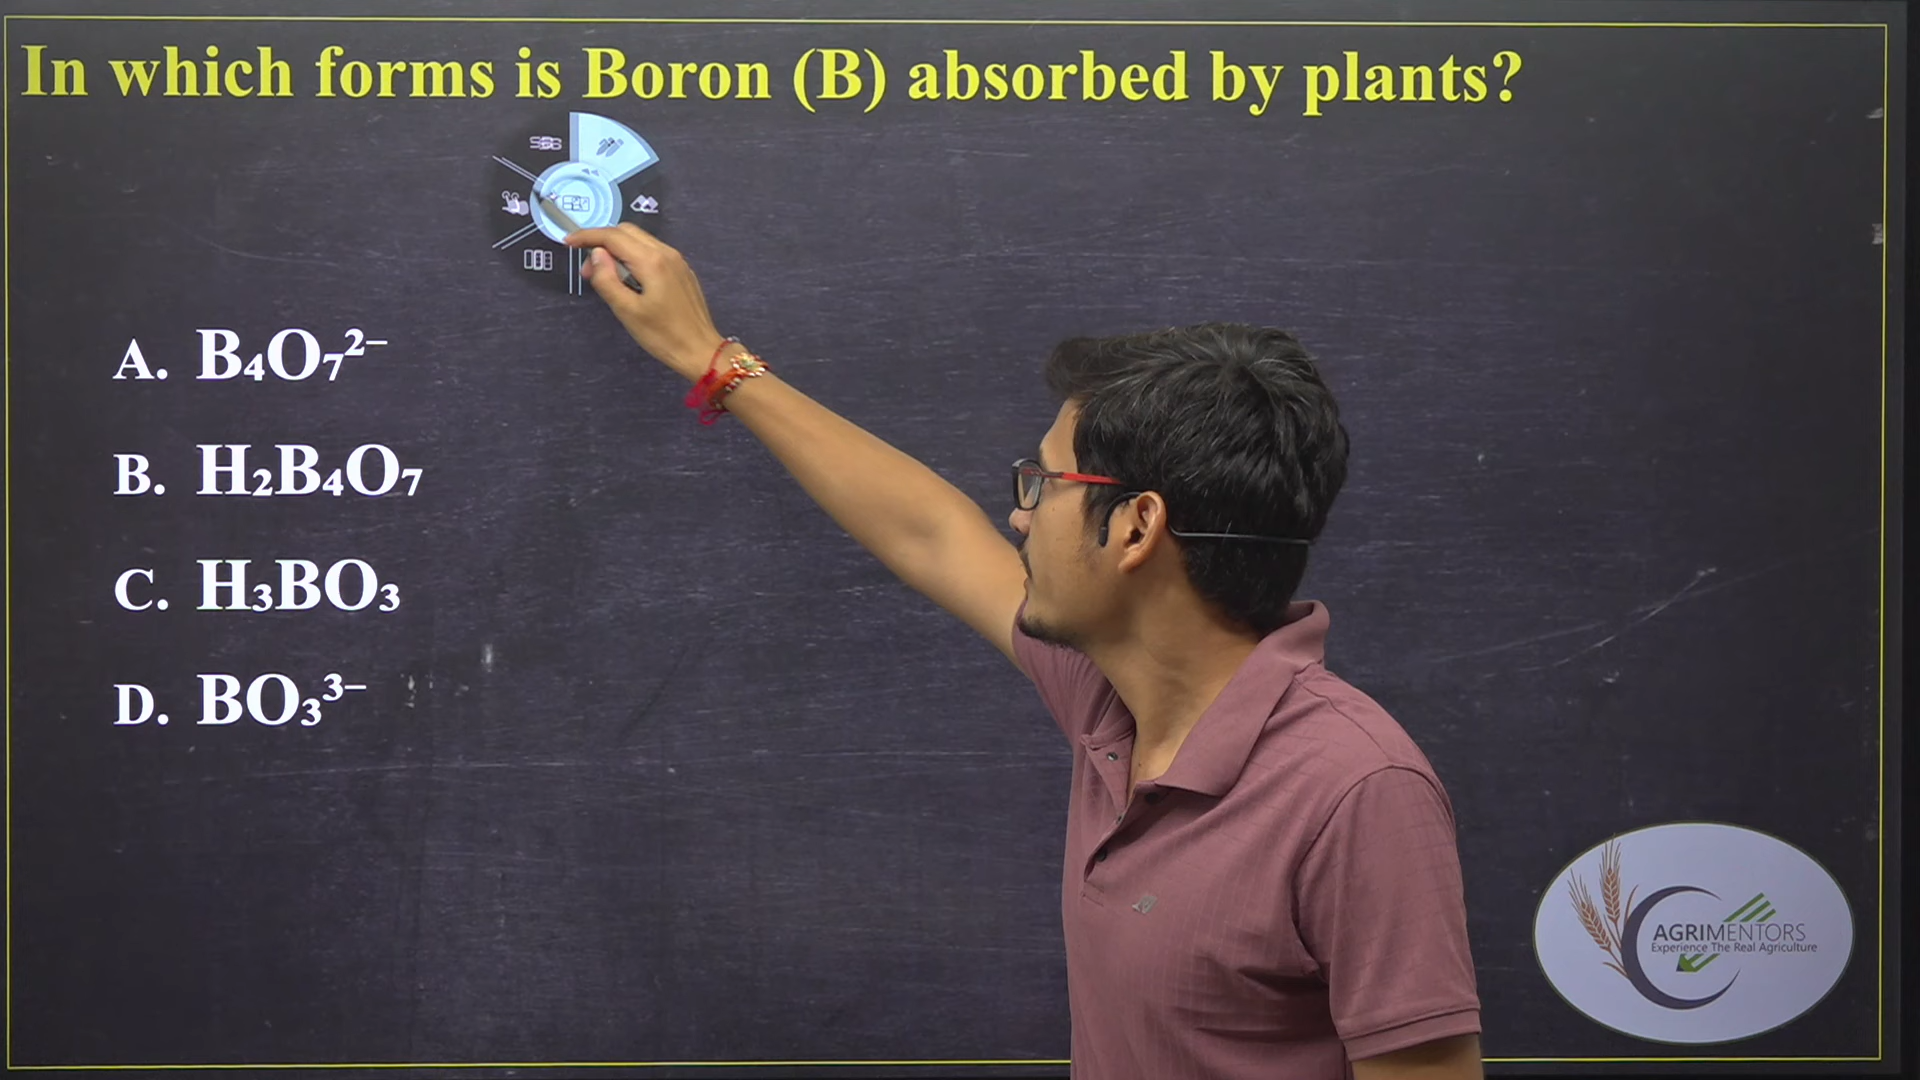 In which forms is Boron (B) absorbed by plants?
A. B₄O₇²⁻
B. H₂B₄O₇
C. H₃BO₃
D. BO₃³⁻
AGRIMENTORS
Experience The Real Agriculture